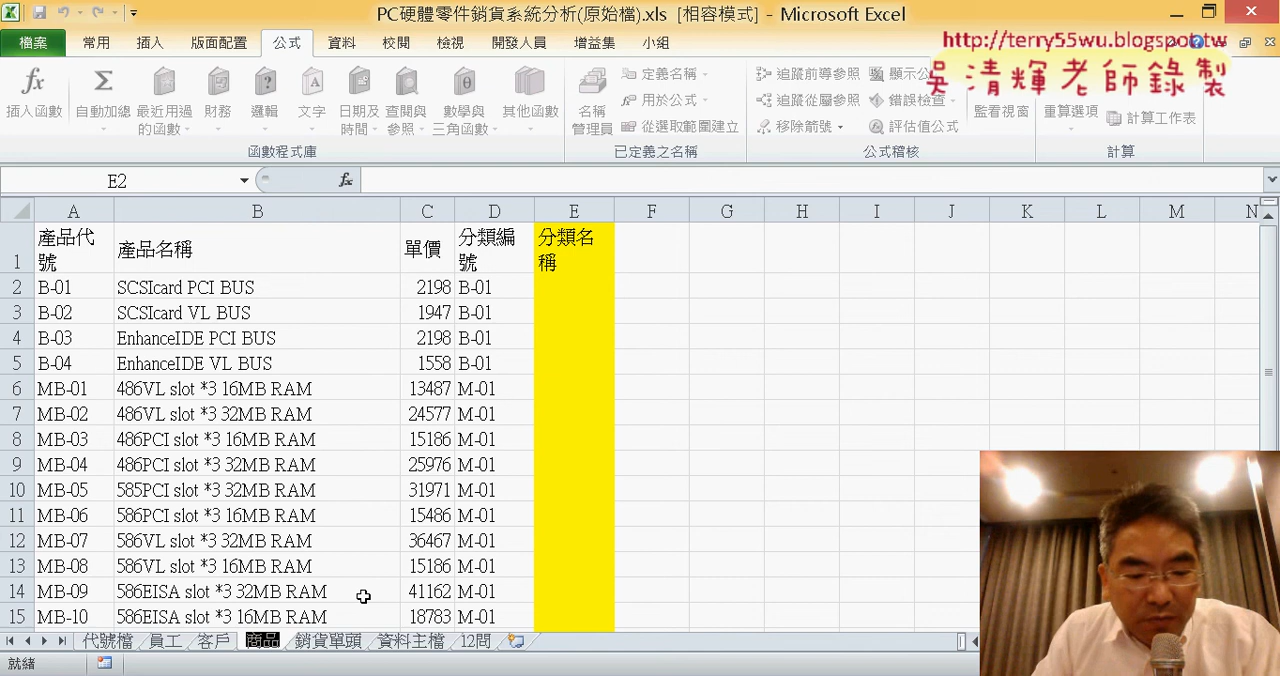 PC硬體零件銷貨系統分析(原始檔).xls [相容模式] - Microsoft Excel
檔案 常用 插入 版面配置 公式 資料 校閱 檢視 開發人員 增益集 小組
http://terry55wu.blogspot.tw
吳清輝老師錄製
插入函數 自動加總 最近用過的函數 財務 邏輯 文字 日期及時間 查閱與參照 數學與三角函數 其他函數
名稱管理員 定義名稱 用於公式 從選取範圍建立
追蹤前導參照 追蹤從屬參照 移除箭號 顯示公 錯誤檢查 評估值公式 監看視窗
重算選項 計算工作表
函數程式庫 已定義之名稱 公式稽核 計算
E2 fx
A B C D E F G H I J K L M N
1 產品代號 產品名稱 單價 分類編號 分類名稱
2 B-01 SCSIcard PCI BUS 2198 B-01
3 B-02 SCSIcard VL BUS 1947 B-01
4 B-03 EnhanceIDE PCI BUS 2198 B-01
5 B-04 EnhanceIDE VL BUS 1558 B-01
6 MB-01 486VL slot *3 16MB RAM 13487 M-01
7 MB-02 486VL slot *3 32MB RAM 24577 M-01
8 MB-03 486PCI slot *3 16MB RAM 15186 M-01
9 MB-04 486PCI slot *3 32MB RAM 25976 M-01
10 MB-05 585PCI slot *3 32MB RAM 31971 M-01
11 MB-06 586PCI slot *3 16MB RAM 15486 M-01
12 MB-07 586VL slot *3 32MB RAM 36467 M-01
13 MB-08 586VL slot *3 16MB RAM 15186 M-01
14 MB-09 586EISA slot *3 32MB RAM 41162 M-01
15 MB-10 586EISA slot *3 16MB RAM 18783 M-01
代號檔 員工 客戶 商品 銷貨單頭 資料主檔 12問
就緒